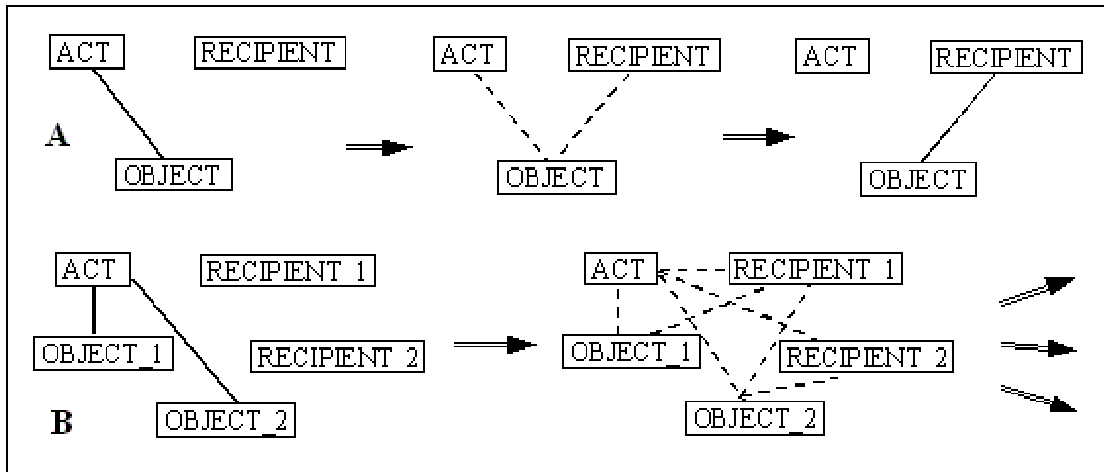 ACT RECIPIENT ACT RECIPIENT ACT RECIPIENT
A
OBJECT OBJECT OBJECT
ACT RECIPIENT 1 ACT RECIPIENT 1
OBJECT_1 RECIPIENT 2 OBJECT_1 RECIPIENT 2
B OBJECT_2 OBJECT_2